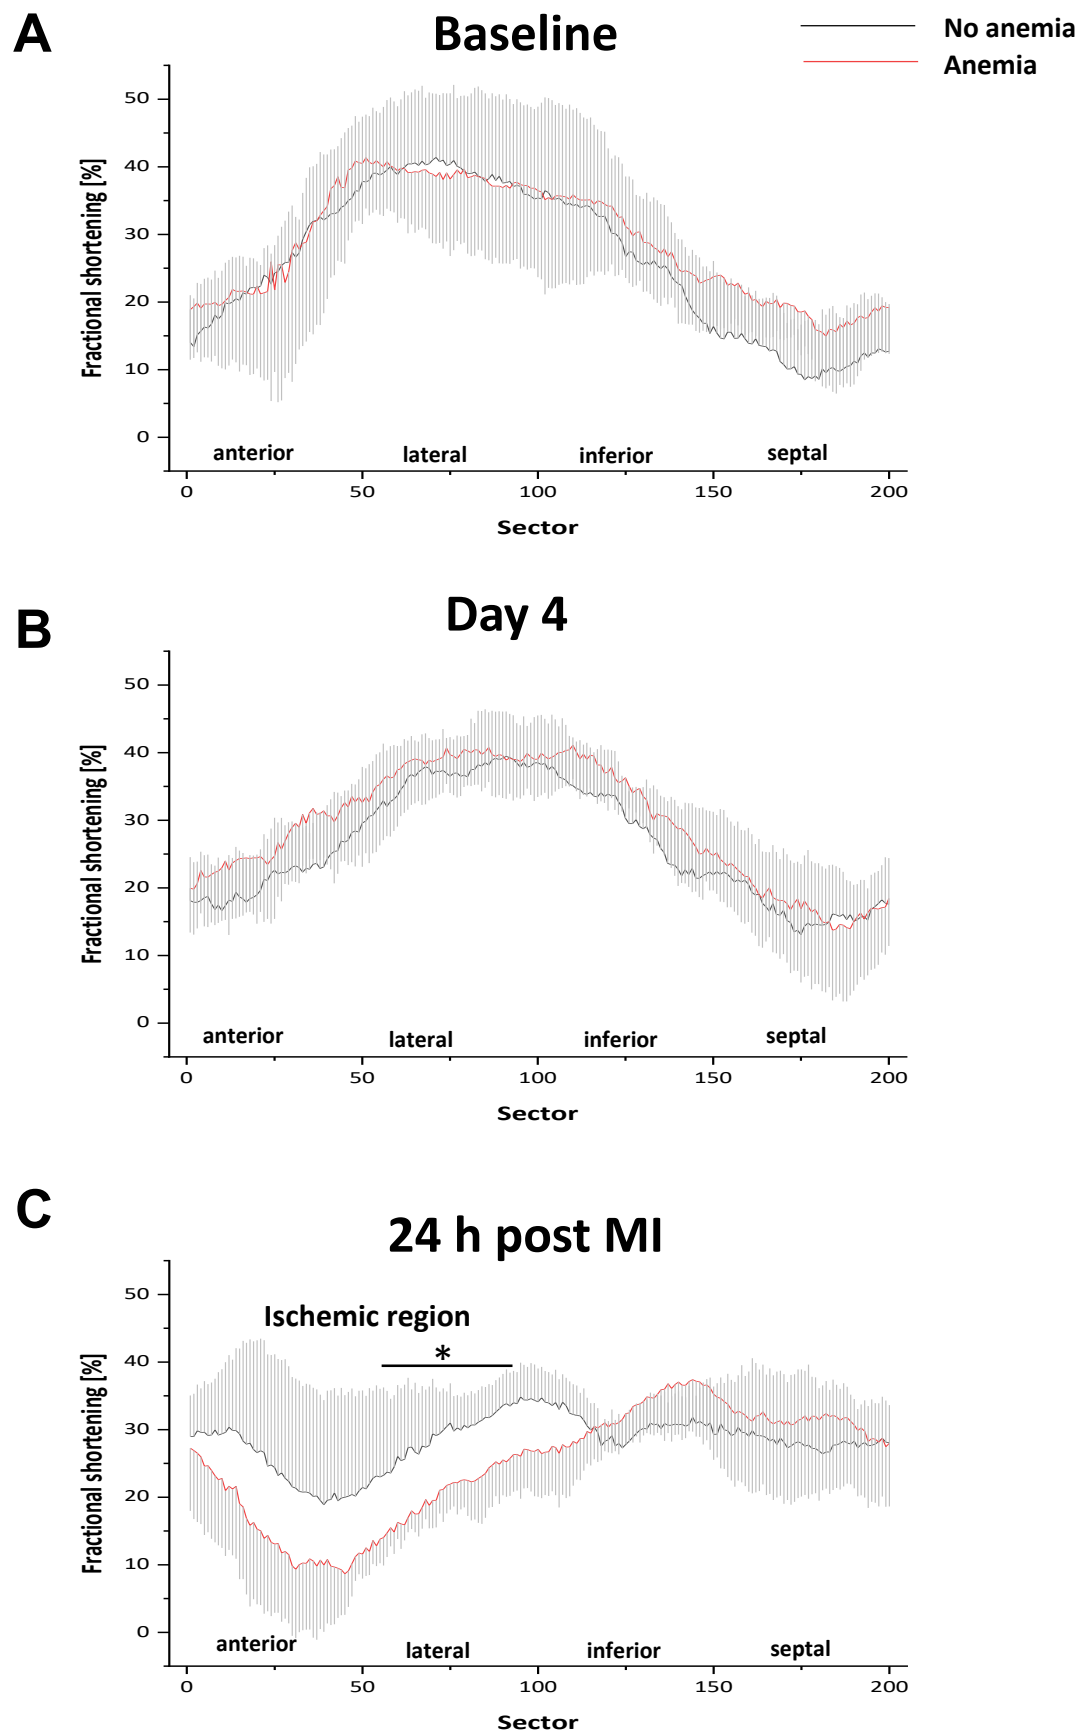 A
Baseline
No anemia
Anemia
Fractional shortening [%]
50
40
30
20
10
0
anterior lateral inferior septal
0 50 100 150 200
Sector
B
Day 4
Fractional shortening [%]
50
40
30
20
10
0
anterior lateral inferior septal
0 50 100 150 200
Sector
C
24 h post MI
Fractional shortening [%]
50
40
30
20
10
0
Ischemic region
*
anterior lateral inferior septal
0 50 100 150 200
Sector